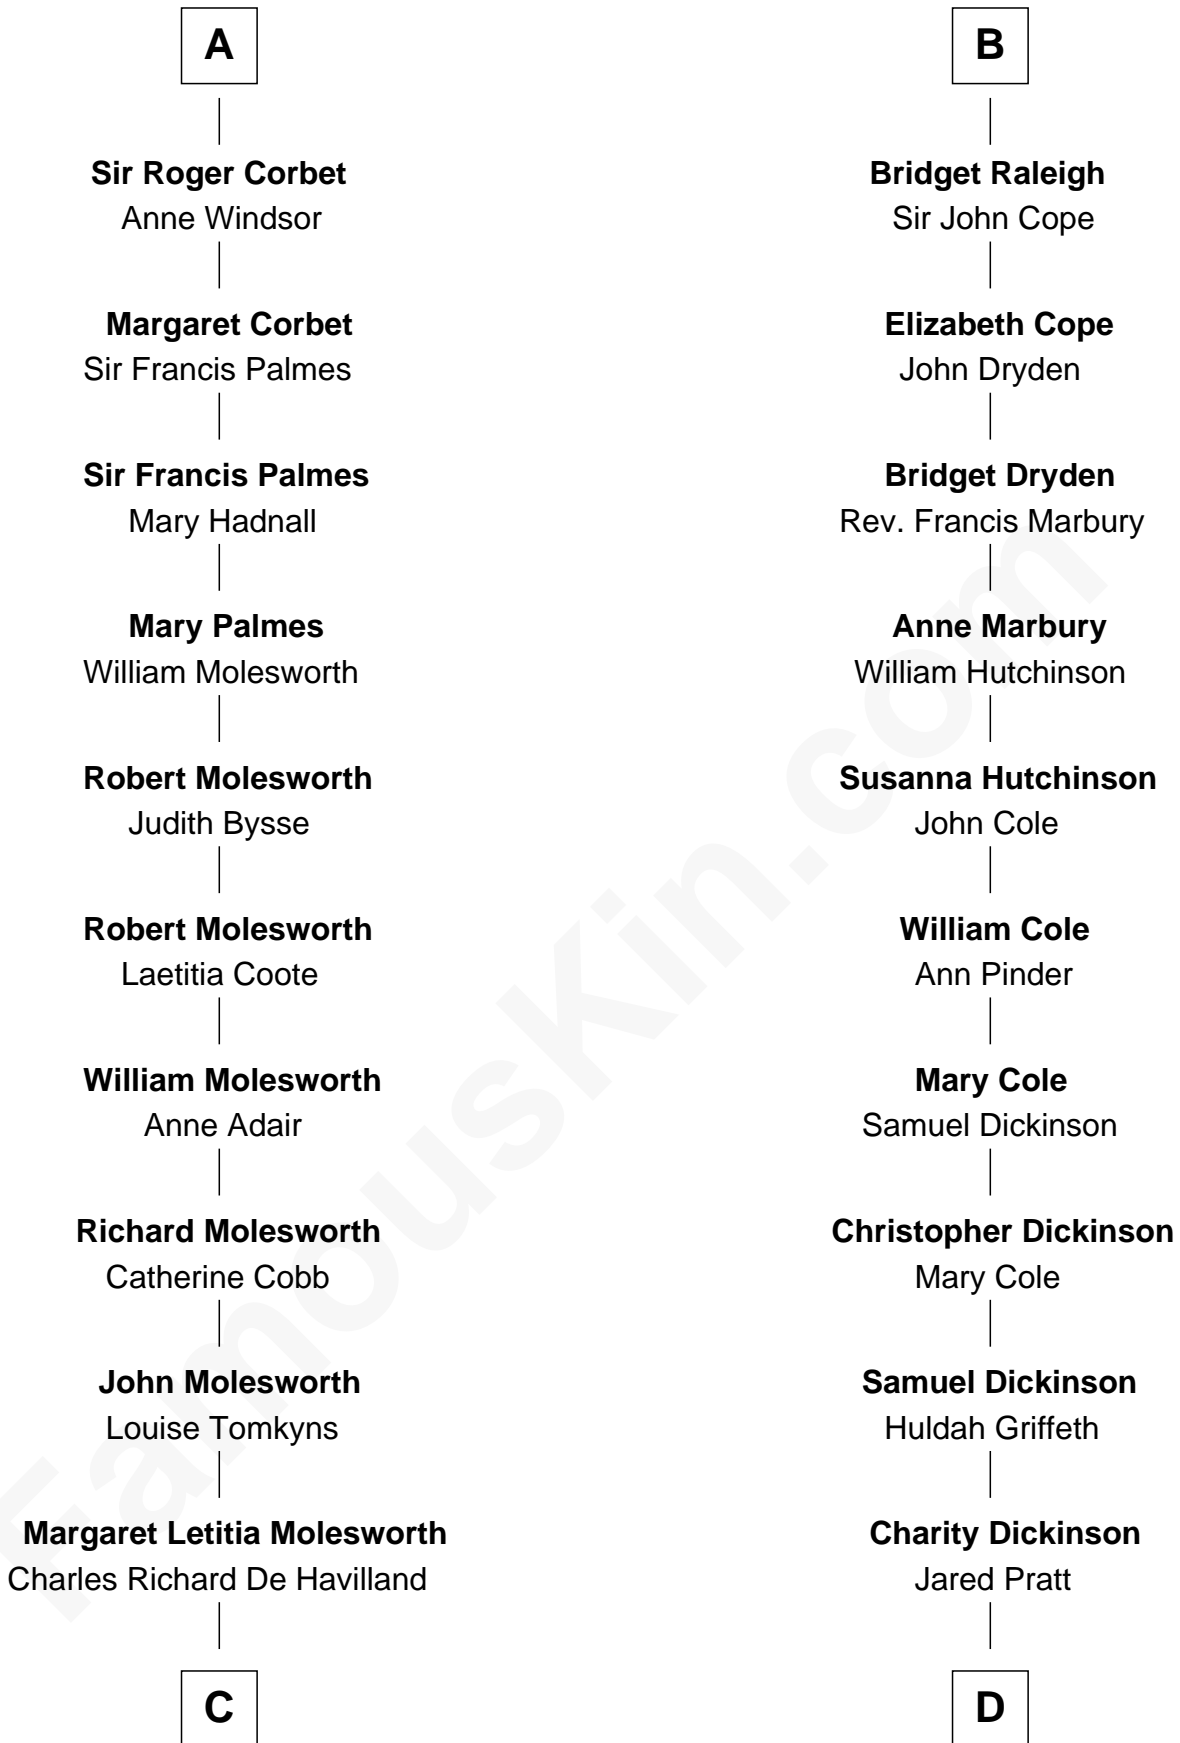 A
Sir Roger Corbet
Anne Windsor
Margaret Corbet
Sir Francis Palmes
Sir Francis Palmes
Mary Hadnall
Mary Palmes
William Molesworth
Robert Molesworth
Judith Bysse
Robert Molesworth
Laetitia Coote
William Molesworth
Anne Adair
Richard Molesworth
Catherine Cobb
John Molesworth
Louise Tomkyns
Margaret Letitia Molesworth
Charles Richard De Havilland
C
B
Bridget Raleigh
Sir John Cope
Elizabeth Cope
John Dryden
Bridget Dryden
Rev. Francis Marbury
Anne Marbury
William Hutchinson
Susanna Hutchinson
John Cole
William Cole
Ann Pinder
Mary Cole
Samuel Dickinson
Christopher Dickinson
Mary Cole
Samuel Dickinson
Huldah Griffeth
Charity Dickinson
Jared Pratt
D
FamousKin.com